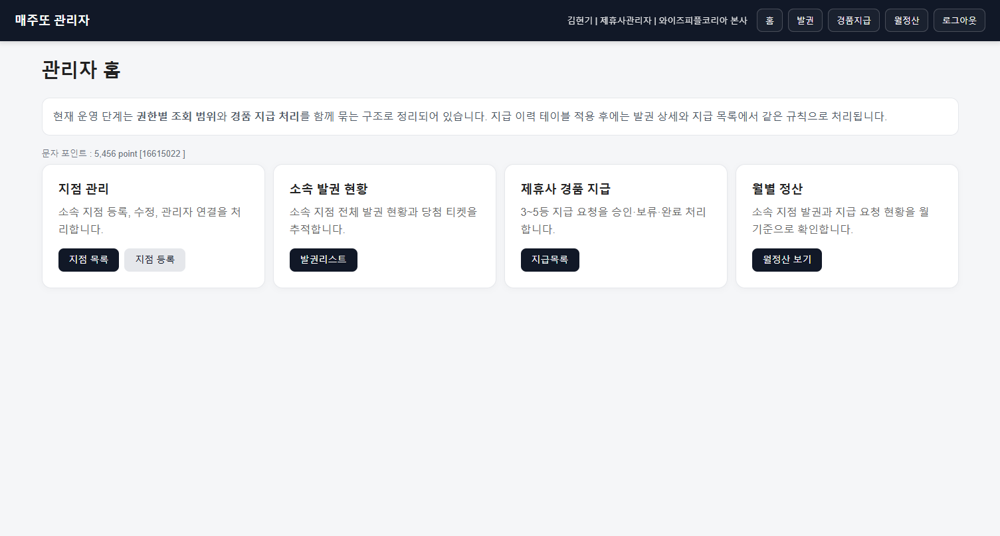 매주또 관리자
김현기 | 제휴사관리자 | 와이즈피플코리아 본사
홈
발권
경품지급
월정산
로그아웃
관리자 홈
현재 운영 단계는 권한별 조회 범위와 경품 지급 처리를 함께 묶는 구조로 정리되어 있습니다. 지급 이력 테이블 적용 후에는 발권 상세와 지급 목록에서 같은 규칙으로 처리됩니다.
문자 포인트 : 5,456 point [16615022 ]
지점 관리
소속 지점 등록, 수정, 관리자 연결을 처
리합니다.
지점 목록
지점 등록
소속 발권 현황
소속 지점 전체 발권 현황과 당첨 티켓을
추적합니다.
발권리스트
제휴사 경품 지급
3~5등 지급 요청을 승인·보류·완료 처리
합니다.
지급목록
월별 정산
소속 지점 발권과 지급 요청 현황을 월
기준으로 확인합니다.
월정산 보기